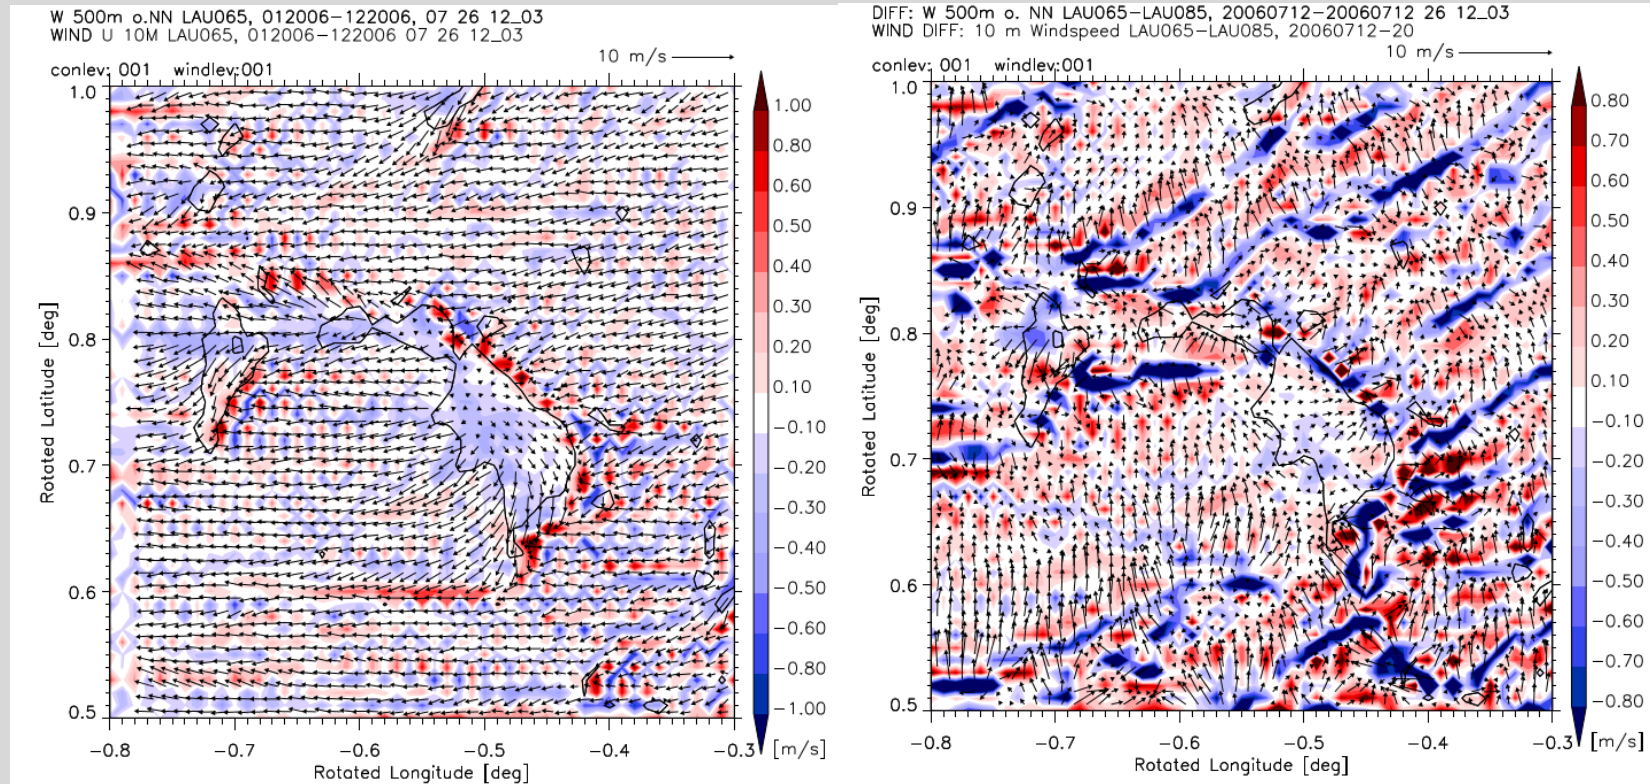 W 500m o.NN LAU065, 012006-122006, 07 26 12_03
WIND U 10M LAU065, 012006-122006 07 26 12_03
10 m/s
conlev: 001 windlev:001
1.0
0.9
0.8
0.7
0.6
0.5
Rotated Latitude [deg]
-0.8 -0.7 -0.6 -0.5 -0.4 -0.3
Rotated Longitude [deg]
1.00
0.80
0.60
0.40
0.30
0.20
0.10
-0.10
-0.20
-0.30
-0.40
-0.50
-0.60
-0.80
-1.00
[m/s]
DIFF: W 500m o. NN LAU065-LAU085, 20060712-20060712 26 12_03
WIND DIFF: 10 m Windspeed LAU065-LAU085, 20060712-20
10 m/s
conlev: 001 windlev:001
1.0
0.9
0.8
0.7
0.6
0.5
Rotated Latitude [deg]
-0.8 -0.7 -0.6 -0.5 -0.4 -0.3
Rotated Longitude [deg]
0.80
0.70
0.60
0.50
0.40
0.30
0.20
0.10
-0.10
-0.20
-0.30
-0.40
-0.50
-0.60
-0.70
-0.80
[m/s]